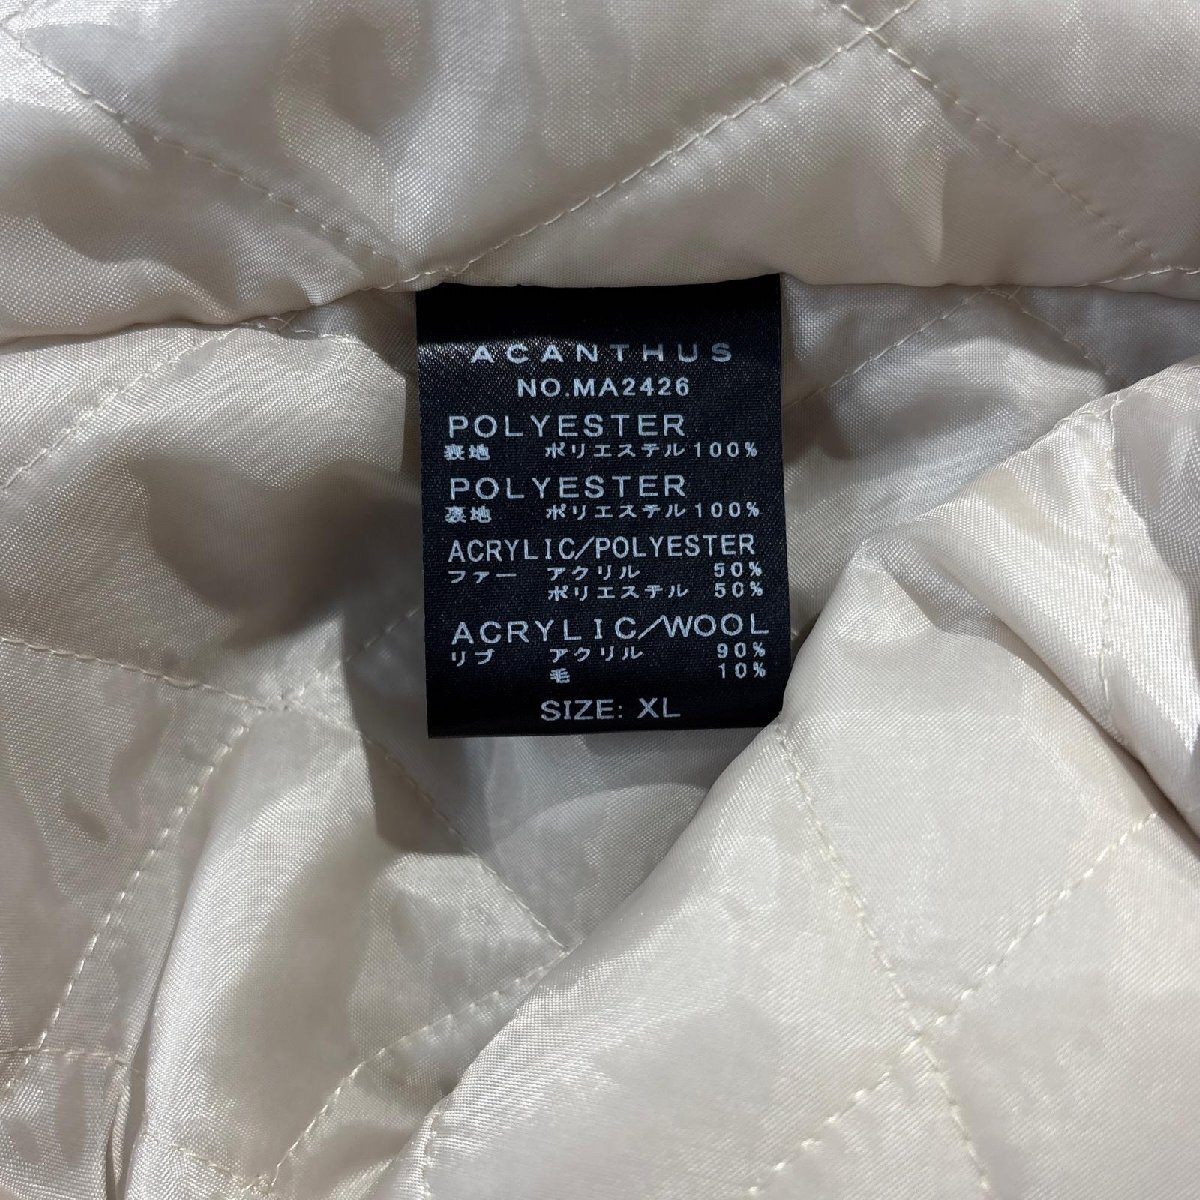 ACANTHUS
NO.MA2426
POLYESTER
裏地 ポリエステル100%
POLYESTER
裏地 ポリエステル100%
ACRYLIC/POLYESTER
ファー アクリル 50%
ポリエステル 50%
ACRYLIC/WOOL
リブ アクリル 90%
毛 10%
SIZE: XL